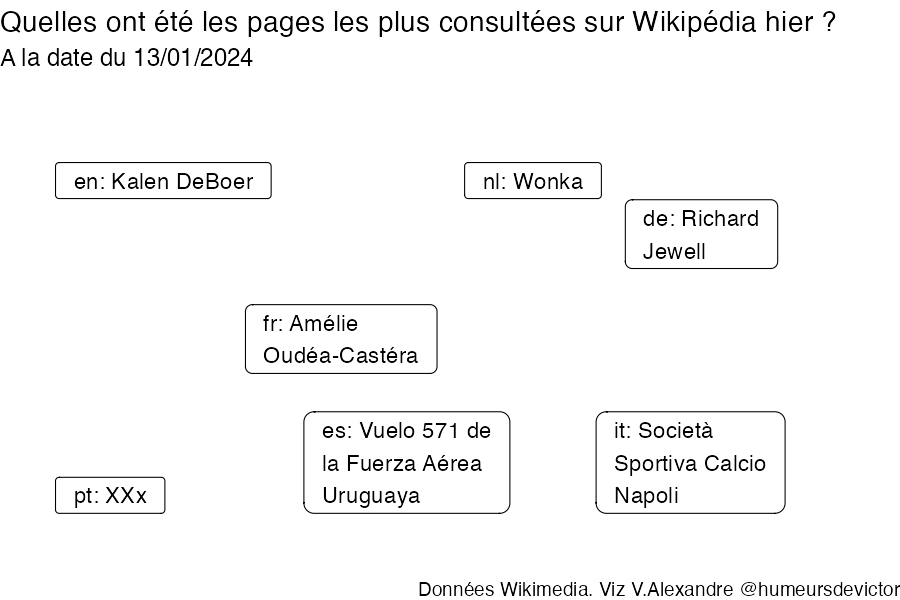 Quelles ont été les pages les plus consultées sur Wikipédia hier ?
A la date du 13/01/2024
en: Kalen DeBoer
nl: Wonka
de: Richard
Jewell
fr: Amélie
Oudéa-Castéra
es: Vuelo 571 de
la Fuerza Aérea
Uruguaya
it: Società
Sportiva Calcio
Napoli
pt: XXx
Données Wikimedia. Viz V.Alexandre @humeursdevictor